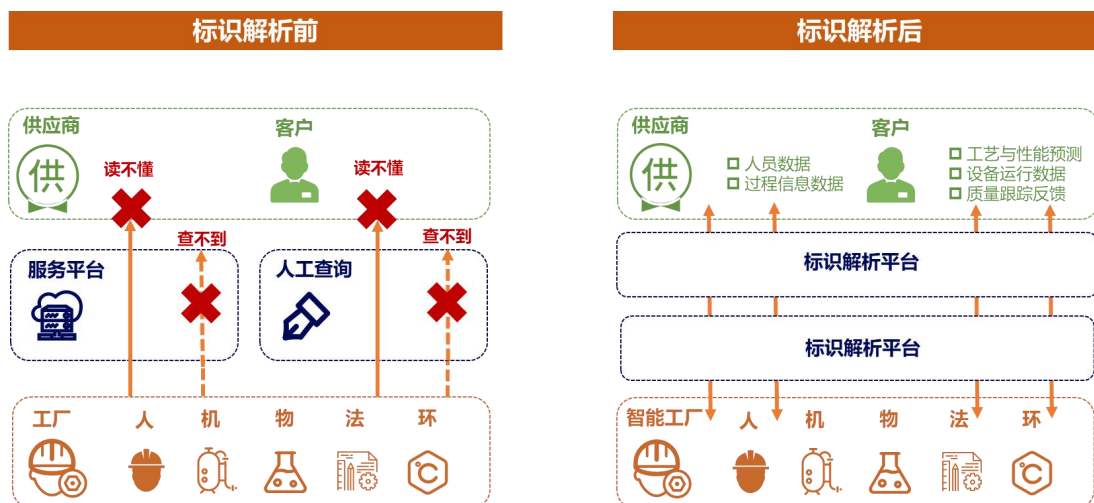 标识解析前
供应商
供
客户
读不懂
读不懂
查不到
查不到
服务平台
人工查询
工厂
人
机
物
法
环
℃
标识解析后
供应商
供
人员数据
过程信息数据
客户
工艺与性能预测
设备运行数据
质量跟踪反馈
标识解析平台
标识解析平台
智能工厂
人
机
物
法
环
℃